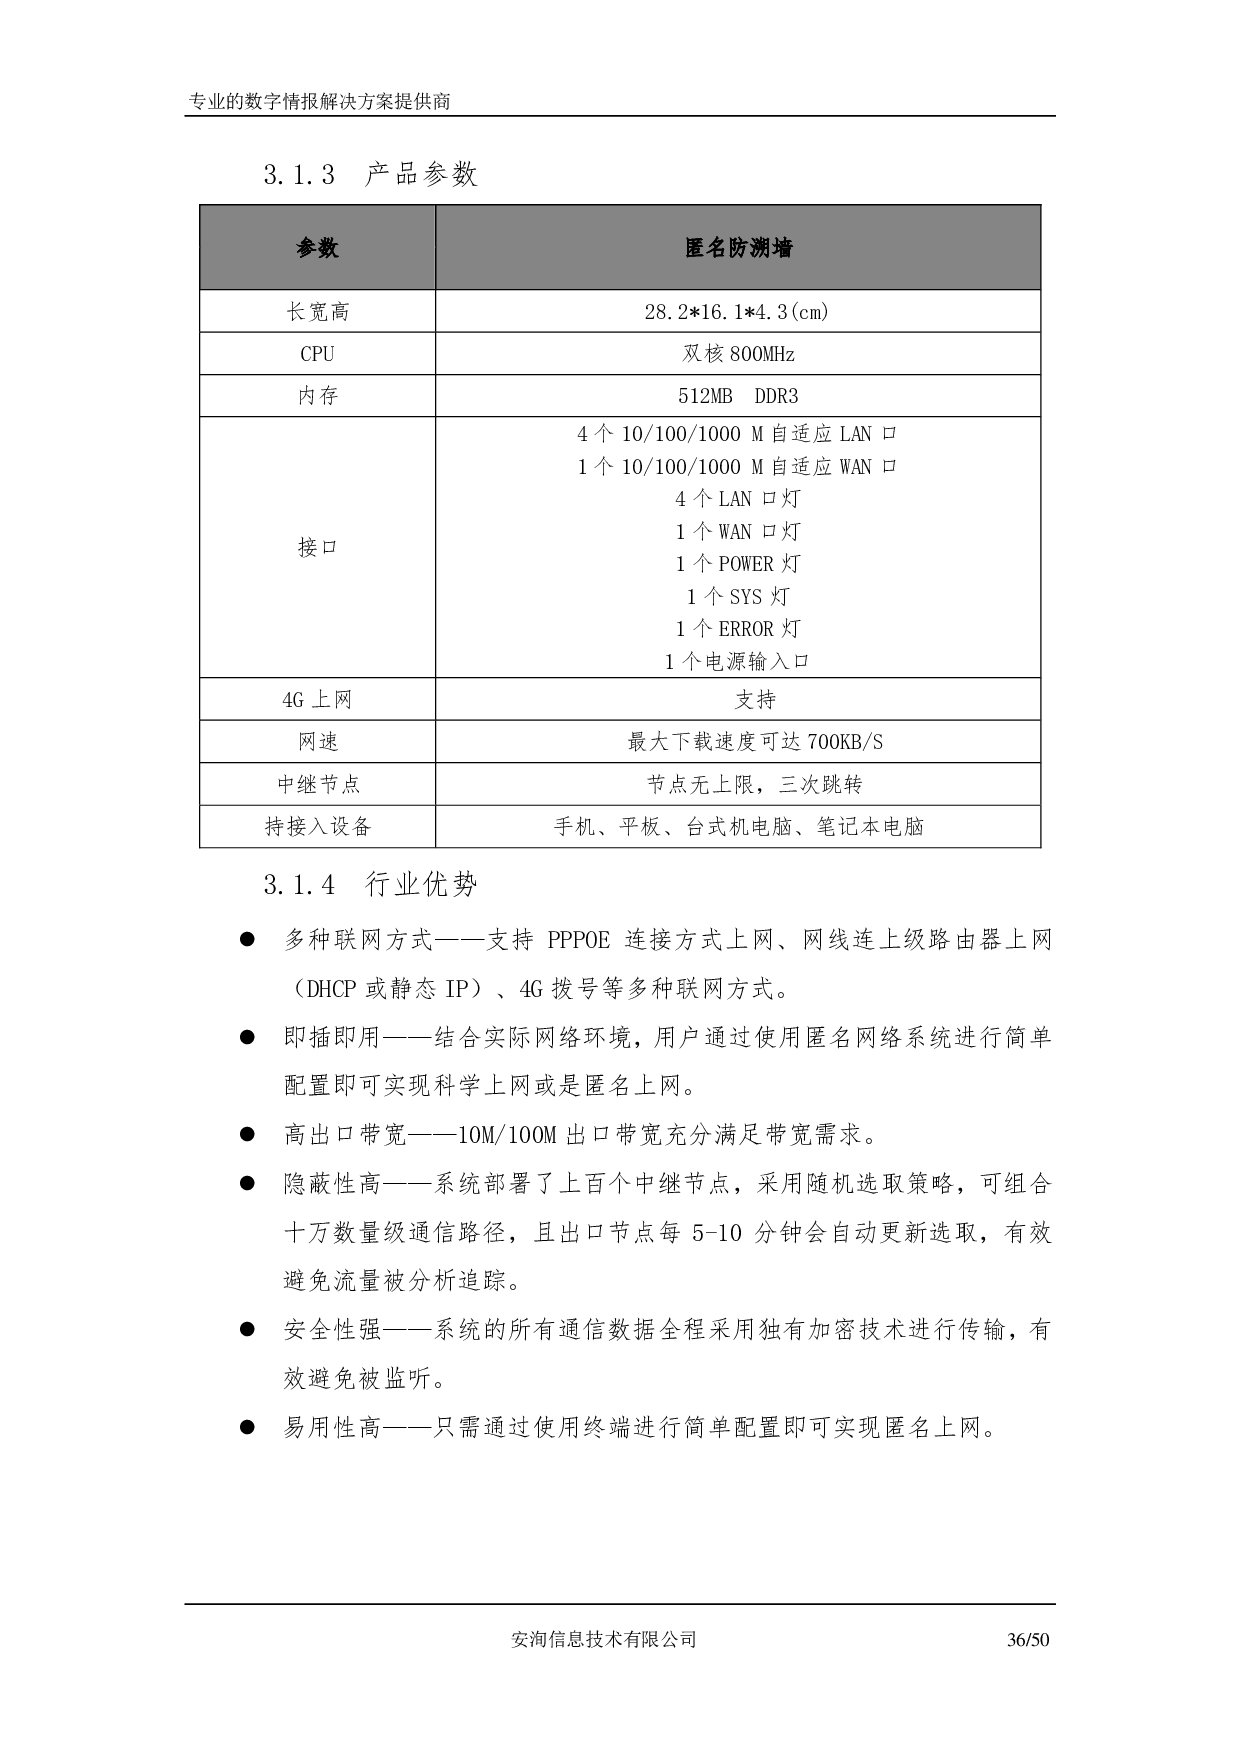 专业的数字情报解决方案提供商
3.1.3 产品参数
参数 匿名防溯墙
长宽高 28.2*16.1*4.3(cm)
CPU 双核 800MHz
内存 512MB DDR3
接口
4 个 10/100/1000 M 自适应 LAN 口
1 个 10/100/1000 M 自适应 WAN 口
4 个 LAN 口灯
1 个 WAN 口灯
1 个 POWER 灯
1 个 SYS 灯
1 个 ERROR 灯
1 个电源输入口
4G 上网 支持
网速 最大下载速度可达 700KB/S
中继节点 节点无上限，三次跳转
持接入设备 手机、平板、台式机电脑、笔记本电脑
3.1.4 行业优势
● 多种联网方式——支持 PPPOE 连接方式上网、网线连上级路由器上网
（DHCP 或静态 IP）、4G 拨号等多种联网方式。
● 即插即用——结合实际网络环境，用户通过使用匿名网络系统进行简单
配置即可实现科学上网或是匿名上网。
● 高出口带宽——10M/100M 出口带宽充分满足带宽需求。
● 隐蔽性高——系统部署了上百个中继节点，采用随机选取策略，可组合
十万数量级通信路径，且出口节点每 5-10 分钟会自动更新选取，有效
避免流量被分析追踪。
● 安全性强——系统的所有通信数据全程采用独有加密技术进行传输，有
效避免被监听。
● 易用性高——只需通过使用终端进行简单配置即可实现匿名上网。
安洵信息技术有限公司 36/50